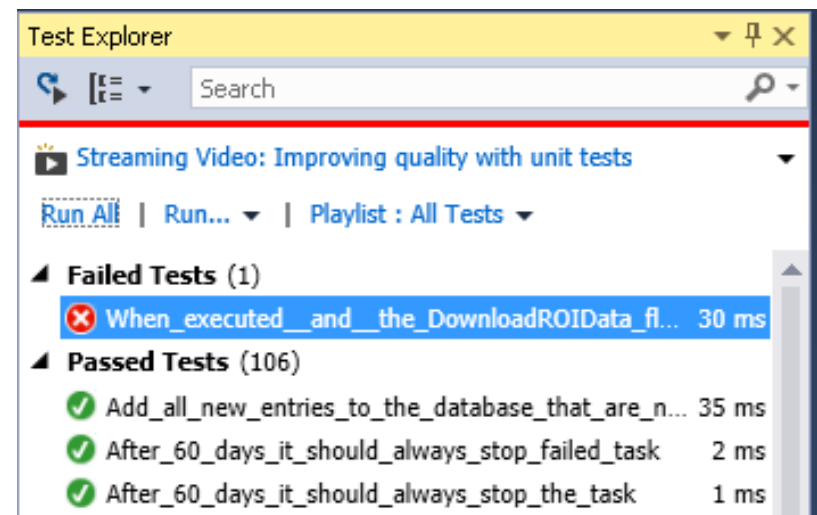 Test Explorer
Search
Streaming Video: Improving quality with unit tests
Run All | Run... | Playlist : All Tests
Failed Tests (1)
When_executed__and__the_DownloadROIData_fl... 30 ms
Passed Tests (106)
Add_all_new_entries_to_the_database_that_are_n... 35 ms
After_60_days_it_should_always_stop_failed_task 2 ms
After_60_days_it_should_always_stop_the_task 1 ms